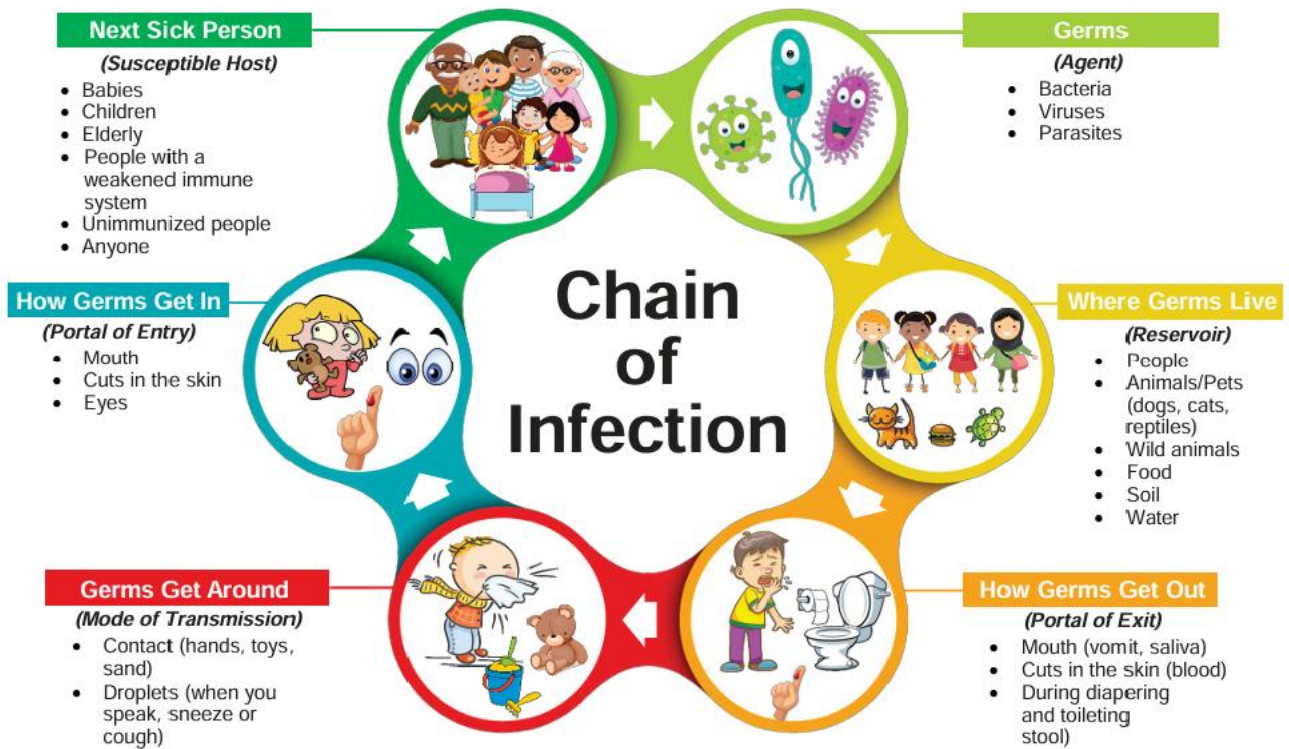 Chain
of
Infection
Germs
(Agent)
• Bacteria
• Viruses
• Parasites
Where Germs Live
(Reservoir)
• People
• Animals/Pets
(dogs, cats,
reptiles)
• Wild animals
• Food
• Soil
• Water
How Germs Get Out
(Portal of Exit)
• Mouth (vomit, saliva)
• Cuts in the skin (blood)
• During diapering
and toileting
stool)
Germs Get Around
(Mode of Transmission)
• Contact (hands, toys,
sand)
• Droplets (when you
speak, sneeze or
cough)
How Germs Get In
(Portal of Entry)
• Mouth
• Cuts in the skin
• Eyes
Next Sick Person
(Susceptible Host)
• Babies
• Children
• Elderly
• People with a
weakened immune
system
• Unimmunized people
• Anyone